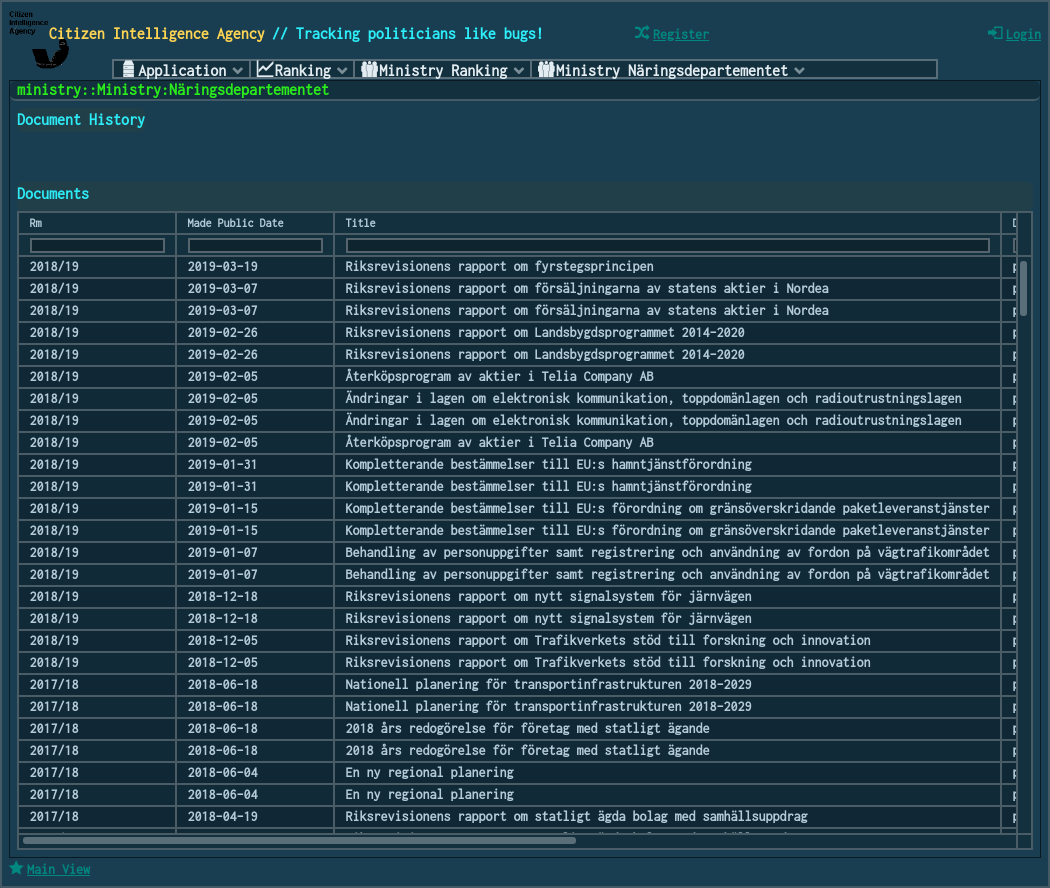 Citizen
Intelligence
Agency
Citizen Intelligence Agency // Tracking politicians like bugs!
Register
Login
Application
Ranking
Ministry Ranking
Ministry Näringsdepartementet
ministry::Ministry:Näringsdepartementet
Document History
Documents
Rm Made Public Date Title
2018/19 2019-03-19 Riksrevisionens rapport om fyrstegsprincipen
2018/19 2019-03-07 Riksrevisionens rapport om försäljningarna av statens aktier i Nordea
2018/19 2019-03-07 Riksrevisionens rapport om försäljningarna av statens aktier i Nordea
2018/19 2019-02-26 Riksrevisionens rapport om Landsbygdsprogrammet 2014-2020
2018/19 2019-02-26 Riksrevisionens rapport om Landsbygdsprogrammet 2014-2020
2018/19 2019-02-05 Återköpsprogram av aktier i Telia Company AB
2018/19 2019-02-05 Ändringar i lagen om elektronisk kommunikation, toppdomänlagen och radioutrustningslagen
2018/19 2019-02-05 Ändringar i lagen om elektronisk kommunikation, toppdomänlagen och radioutrustningslagen
2018/19 2019-02-05 Återköpsprogram av aktier i Telia Company AB
2018/19 2019-01-31 Kompletterande bestämmelser till EU:s hamntjänstförordning
2018/19 2019-01-31 Kompletterande bestämmelser till EU:s hamntjänstförordning
2018/19 2019-01-15 Kompletterande bestämmelser till EU:s förordning om gränsöverskridande paketleveranstjänster
2018/19 2019-01-15 Kompletterande bestämmelser till EU:s förordning om gränsöverskridande paketleveranstjänster
2018/19 2019-01-07 Behandling av personuppgifter samt registrering och användning av fordon på vägtrafikområdet
2018/19 2019-01-07 Behandling av personuppgifter samt registrering och användning av fordon på vägtrafikområdet
2018/19 2018-12-18 Riksrevisionens rapport om nytt signalsystem för järnvägen
2018/19 2018-12-18 Riksrevisionens rapport om nytt signalsystem för järnvägen
2018/19 2018-12-05 Riksrevisionens rapport om Trafikverkets stöd till forskning och innovation
2018/19 2018-12-05 Riksrevisionens rapport om Trafikverkets stöd till forskning och innovation
2017/18 2018-06-18 Nationell planering för transportinfrastrukturen 2018-2029
2017/18 2018-06-18 Nationell planering för transportinfrastrukturen 2018-2029
2017/18 2018-06-18 2018 års redogörelse för företag med statligt ägande
2017/18 2018-06-18 2018 års redogörelse för företag med statligt ägande
2017/18 2018-06-04 En ny regional planering
2017/18 2018-06-04 En ny regional planering
2017/18 2018-04-19 Riksrevisionens rapport om statligt ägda bolag med samhällsuppdrag
Main View